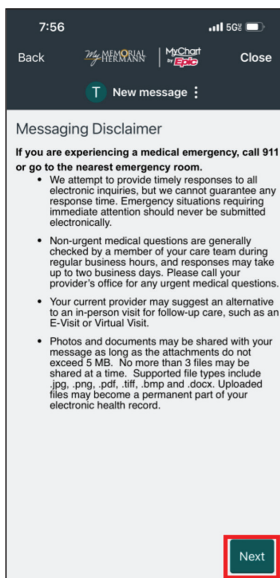 7:56
5G
Back
My MEMORIAL HERMANN
MyChart by Epic
Close
T New message
Messaging Disclaimer
If you are experiencing a medical emergency, call 911
or go to the nearest emergency room.
• We attempt to provide timely responses to all
electronic inquiries, but we cannot guarantee any
response time. Emergency situations requiring
immediate attention should never be submitted
electronically.
• Non-urgent medical questions are generally
checked by a member of your care team during
regular business hours, and responses may take
up to two business days. Please call your
provider's office for any urgent medical questions.
• Your current provider may suggest an alternative
to an in-person visit for follow-up care, such as an
E-Visit or Virtual Visit.
• Photos and documents may be shared with your
message as long as the attachments do not
exceed 5 MB. No more than 3 files may be
shared at a time. Supported file types include
.jpg, .png, .pdf, .tiff, .bmp and .docx. Uploaded
files may become a permanent part of your
electronic health record.
Next